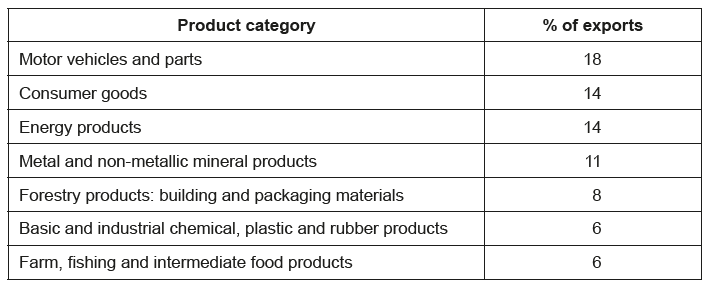 Product category % of exports
Motor vehicles and parts 18
Consumer goods 14
Energy products 14
Metal and non-metallic mineral products 11
Forestry products: building and packaging materials 8
Basic and industrial chemical, plastic and rubber products 6
Farm, fishing and intermediate food products 6